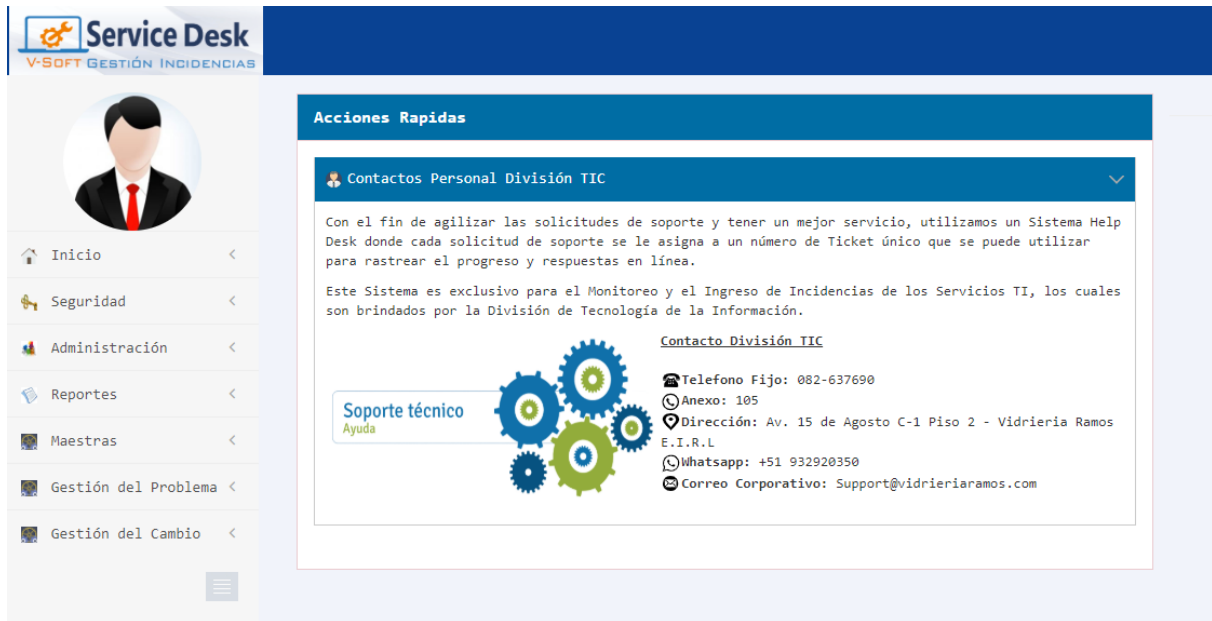 Service Desk
V-SOFT GESTIÓN INCIDENCIAS
Inicio
Seguridad
Administración
Reportes
Maestras
Gestión del Problema
Gestión del Cambio
Acciones Rapidas
Contactos Personal División TIC
Con el fin de agilizar las solicitudes de soporte y tener un mejor servicio, utilizamos un Sistema Help
Desk donde cada solicitud de soporte se le asigna a un número de Ticket único que se puede utilizar
para rastrear el progreso y respuestas en línea.
Este Sistema es exclusivo para el Monitoreo y el Ingreso de Incidencias de los Servicios TI, los cuales
son brindados por la División de Tecnología de la Información.
Soporte técnico
Ayuda
Contacto División TIC
Telefono Fijo: 082-637690
Anexo: 105
Dirección: Av. 15 de Agosto C-1 Piso 2 - Vidrieria Ramos
E.I.R.L
Whatsapp: +51 932920350
Correo Corporativo: Support@vidrieriaramos.com